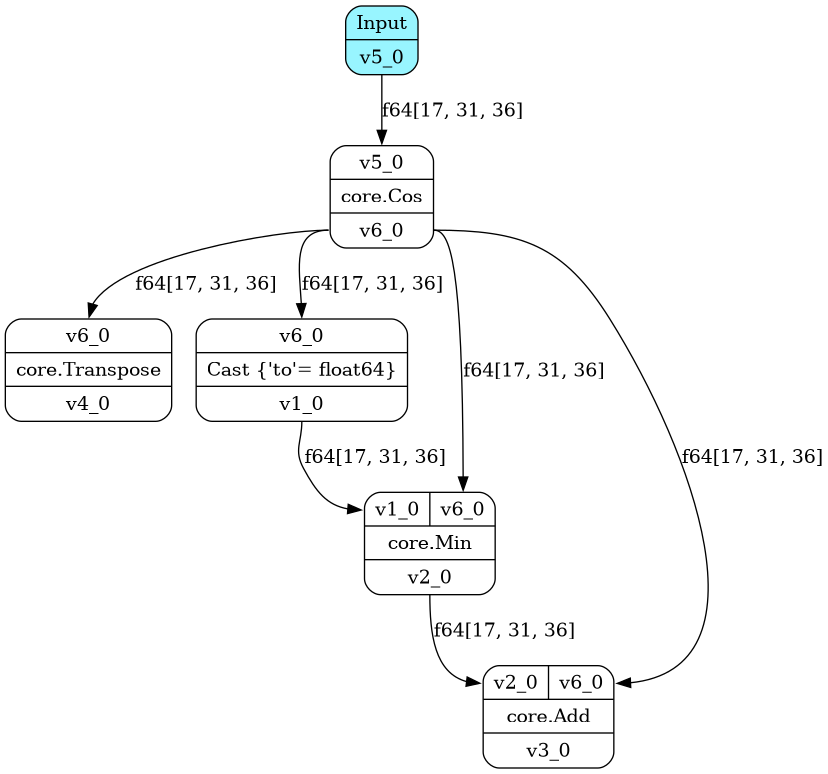 Input
v5_0
f64[17, 31, 36]
v5_0
core.Cos
v6_0
f64[17, 31, 36]
f64[17, 31, 36]
v6_0
core.Transpose
v4_0
v6_0
Cast {'to'= float64}
v1_0
f64[17, 31, 36]
f64[17, 31, 36]
f64[17, 31, 36]
v1_0 v6_0
core.Min
v2_0
f64[17, 31, 36]
v2_0 v6_0
core.Add
v3_0